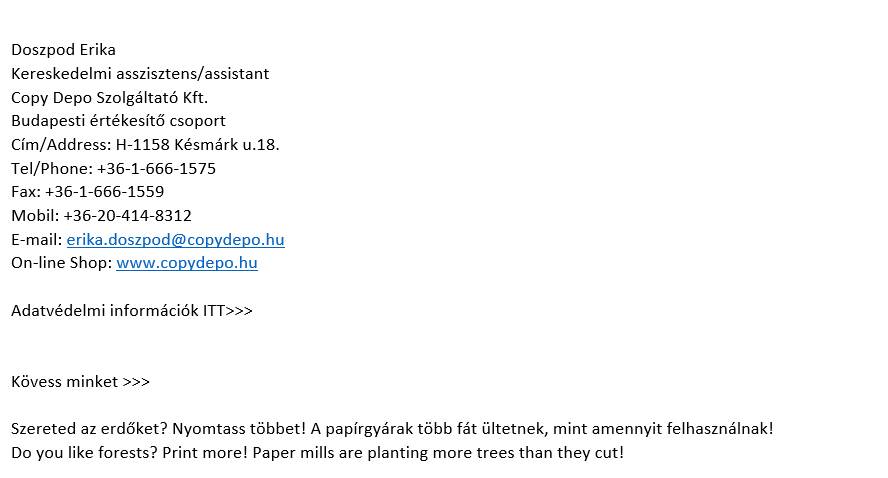 Doszpod Erika
Kereskedelmi asszisztens/assistant
Copy Depo Szolgáltató Kft.
Budapesti értékesítő csoport
Cím/Address: H-1158 Késmárk u.18.
Tel/Phone: +36-1-666-1575
Fax: +36-1-666-1559
Mobil: +36-20-414-8312
E-mail: erika.doszpod@copydepo.hu
On-line Shop: www.copydepo.hu
Adatvédelmi információk ITT>>>
Kövess minket >>>
Szereted az erdőket? Nyomtass többet! A papírgyárak több fát ültetnek, mint amennyit felhasználnak!
Do you like forests? Print more! Paper mills are planting more trees than they cut!